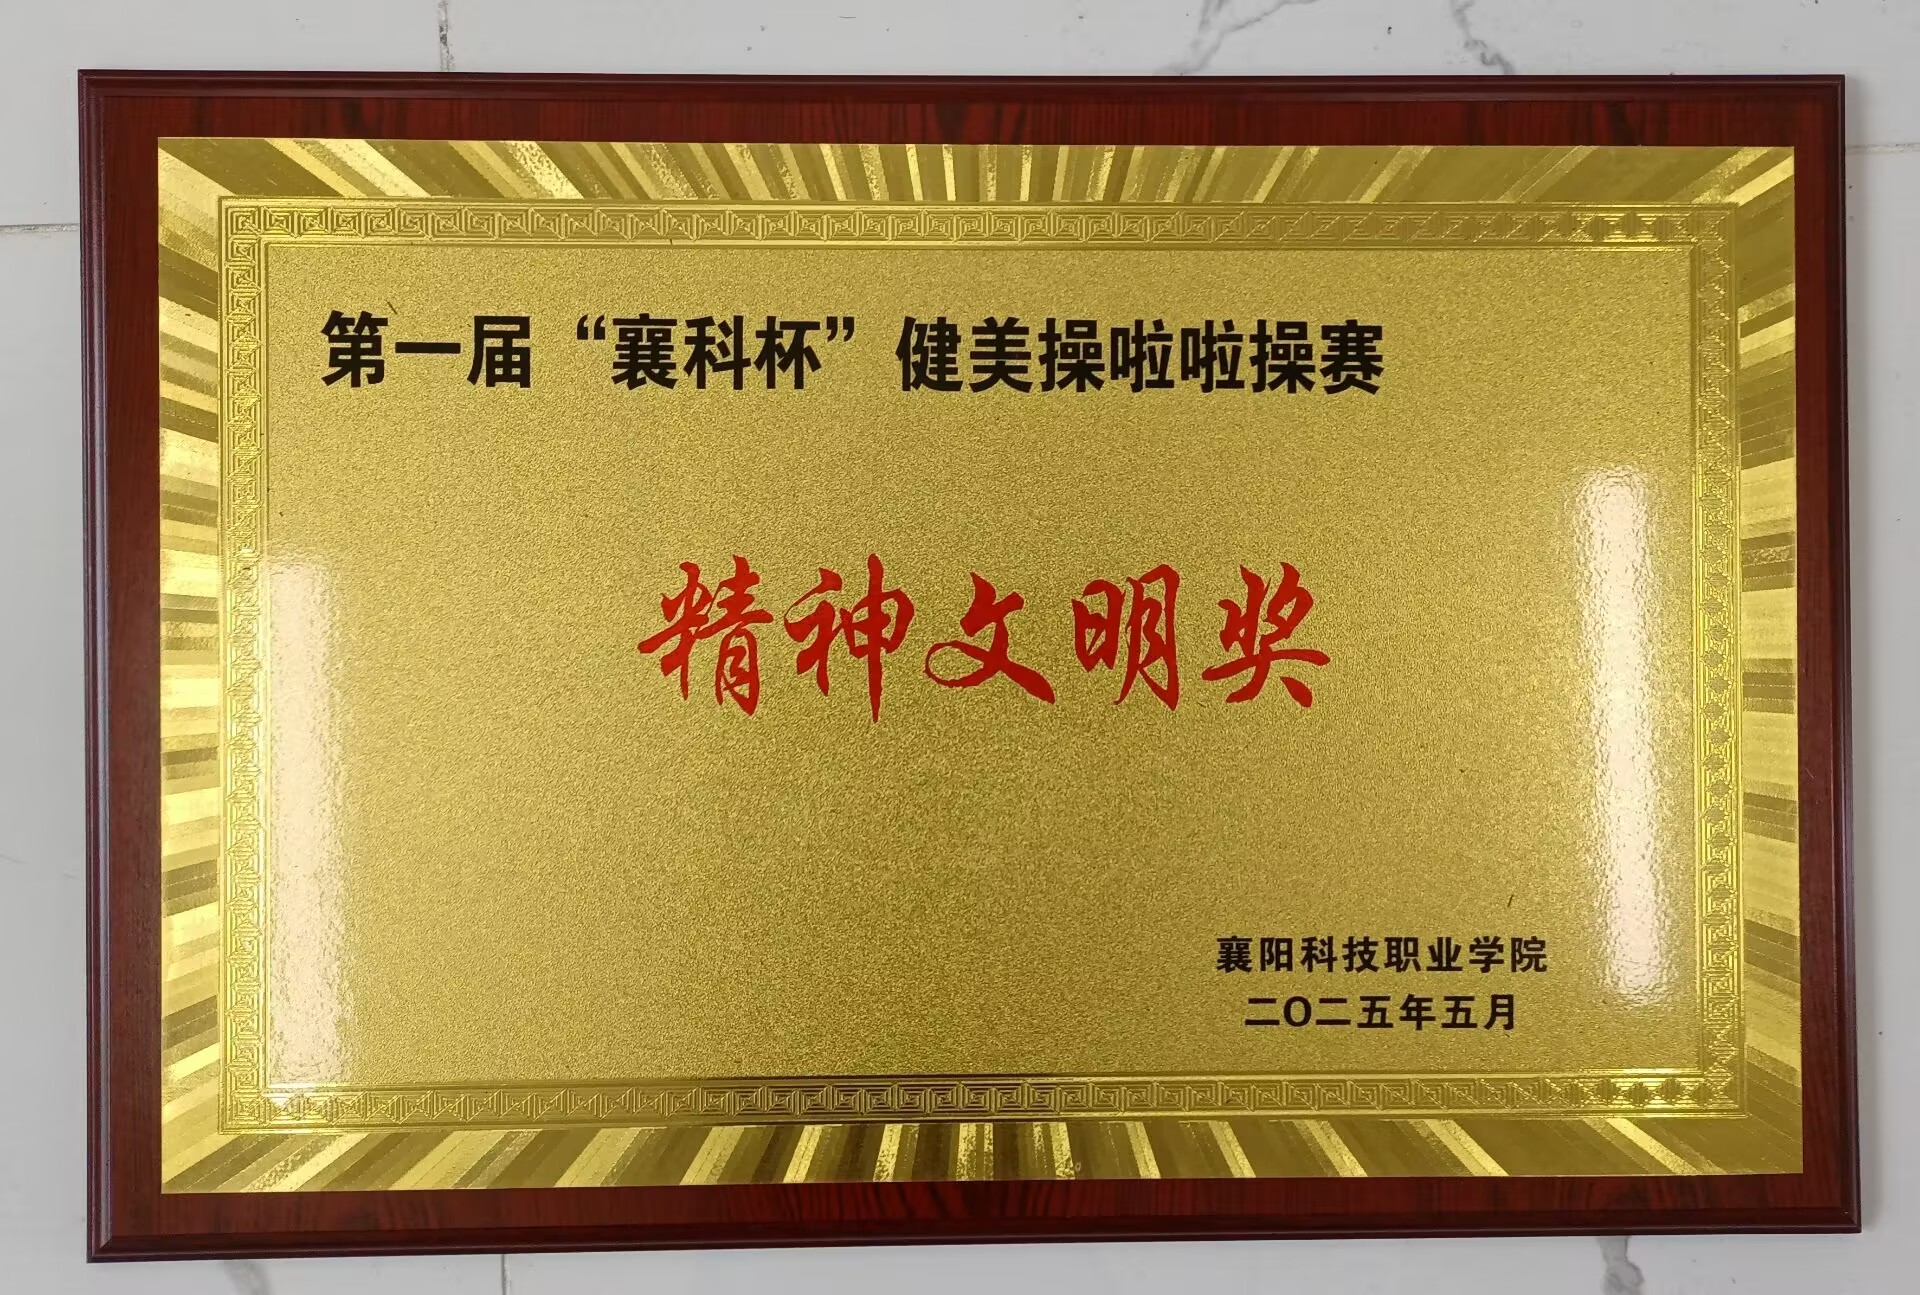 第一届“襄科杯”健美操啦啦操赛
精神文明奖
襄阳科技职业学院
二〇二五年五月